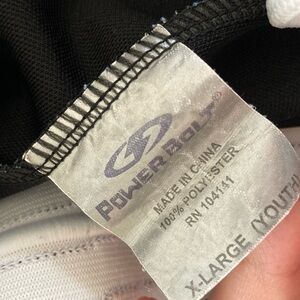 POWER BOLT®
MADE IN CHINA
100% POLYESTER
RN 104141
X-LARGE (YOUTH)